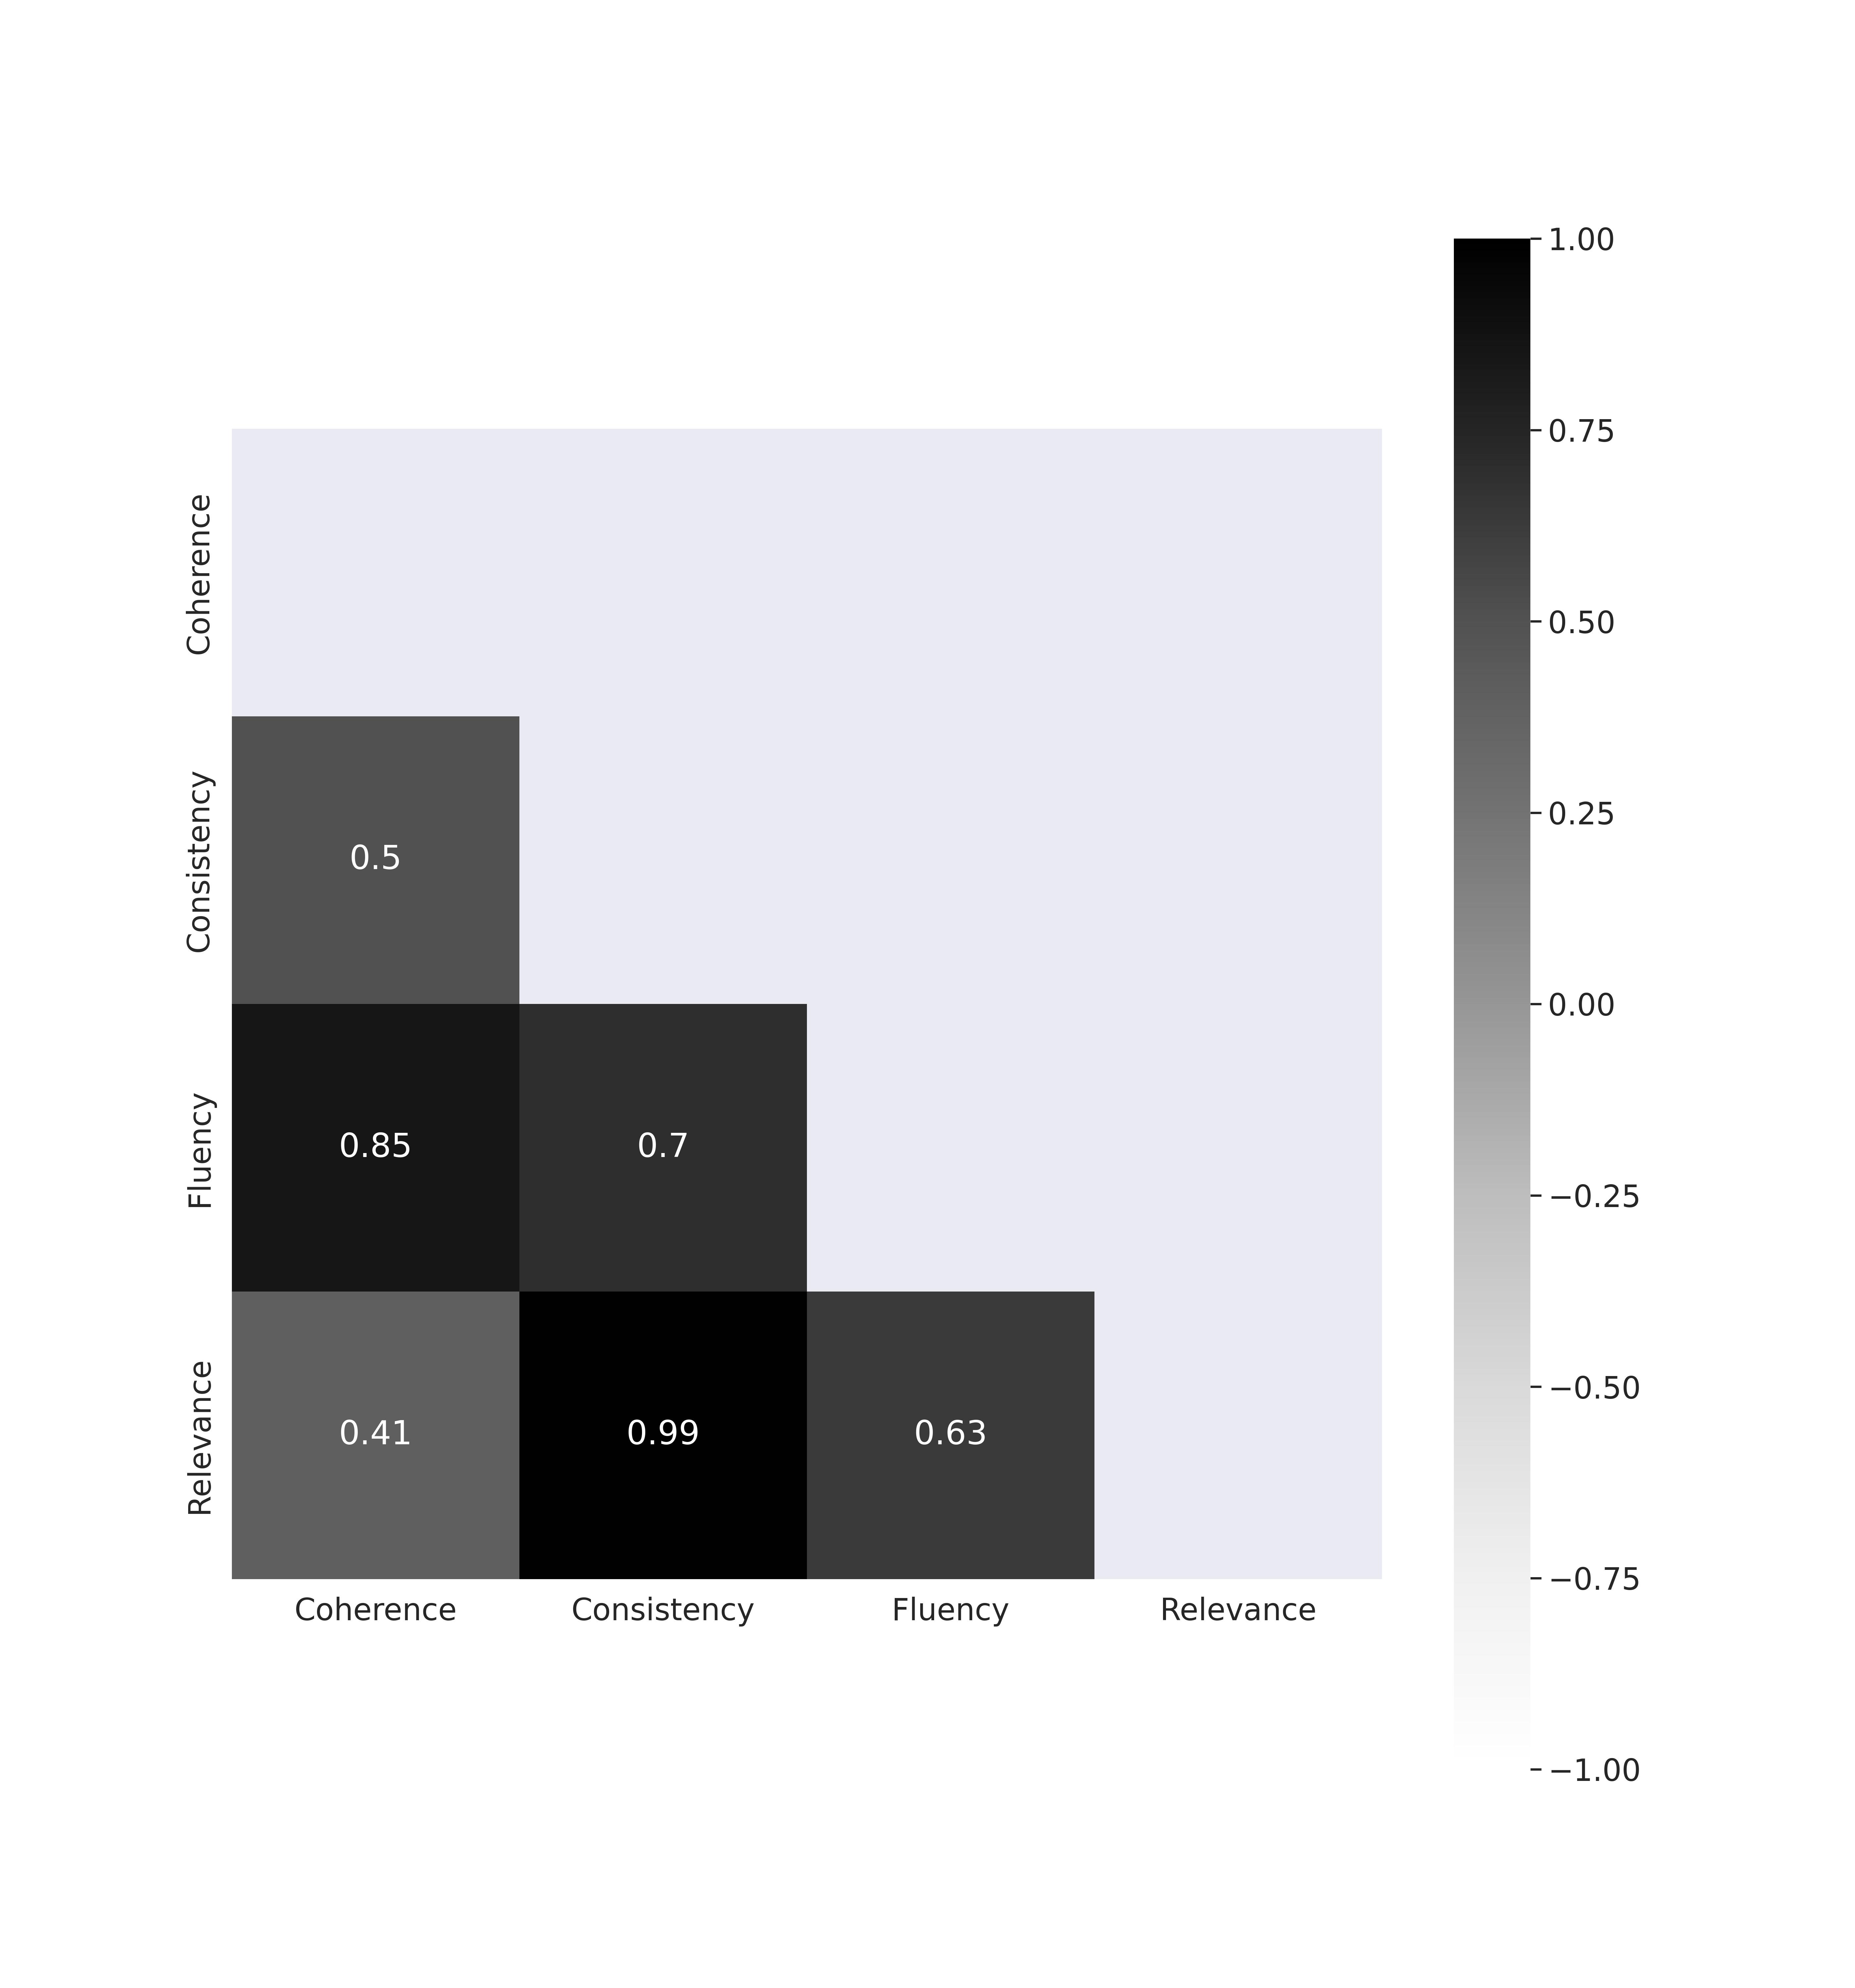 Coherence
Consistency
Fluency
Relevance
0.5
0.85 0.7
0.41 0.99 0.63
Coherence Consistency Fluency Relevance
1.00
0.75
0.50
0.25
0.00
−0.25
−0.50
−0.75
−1.00